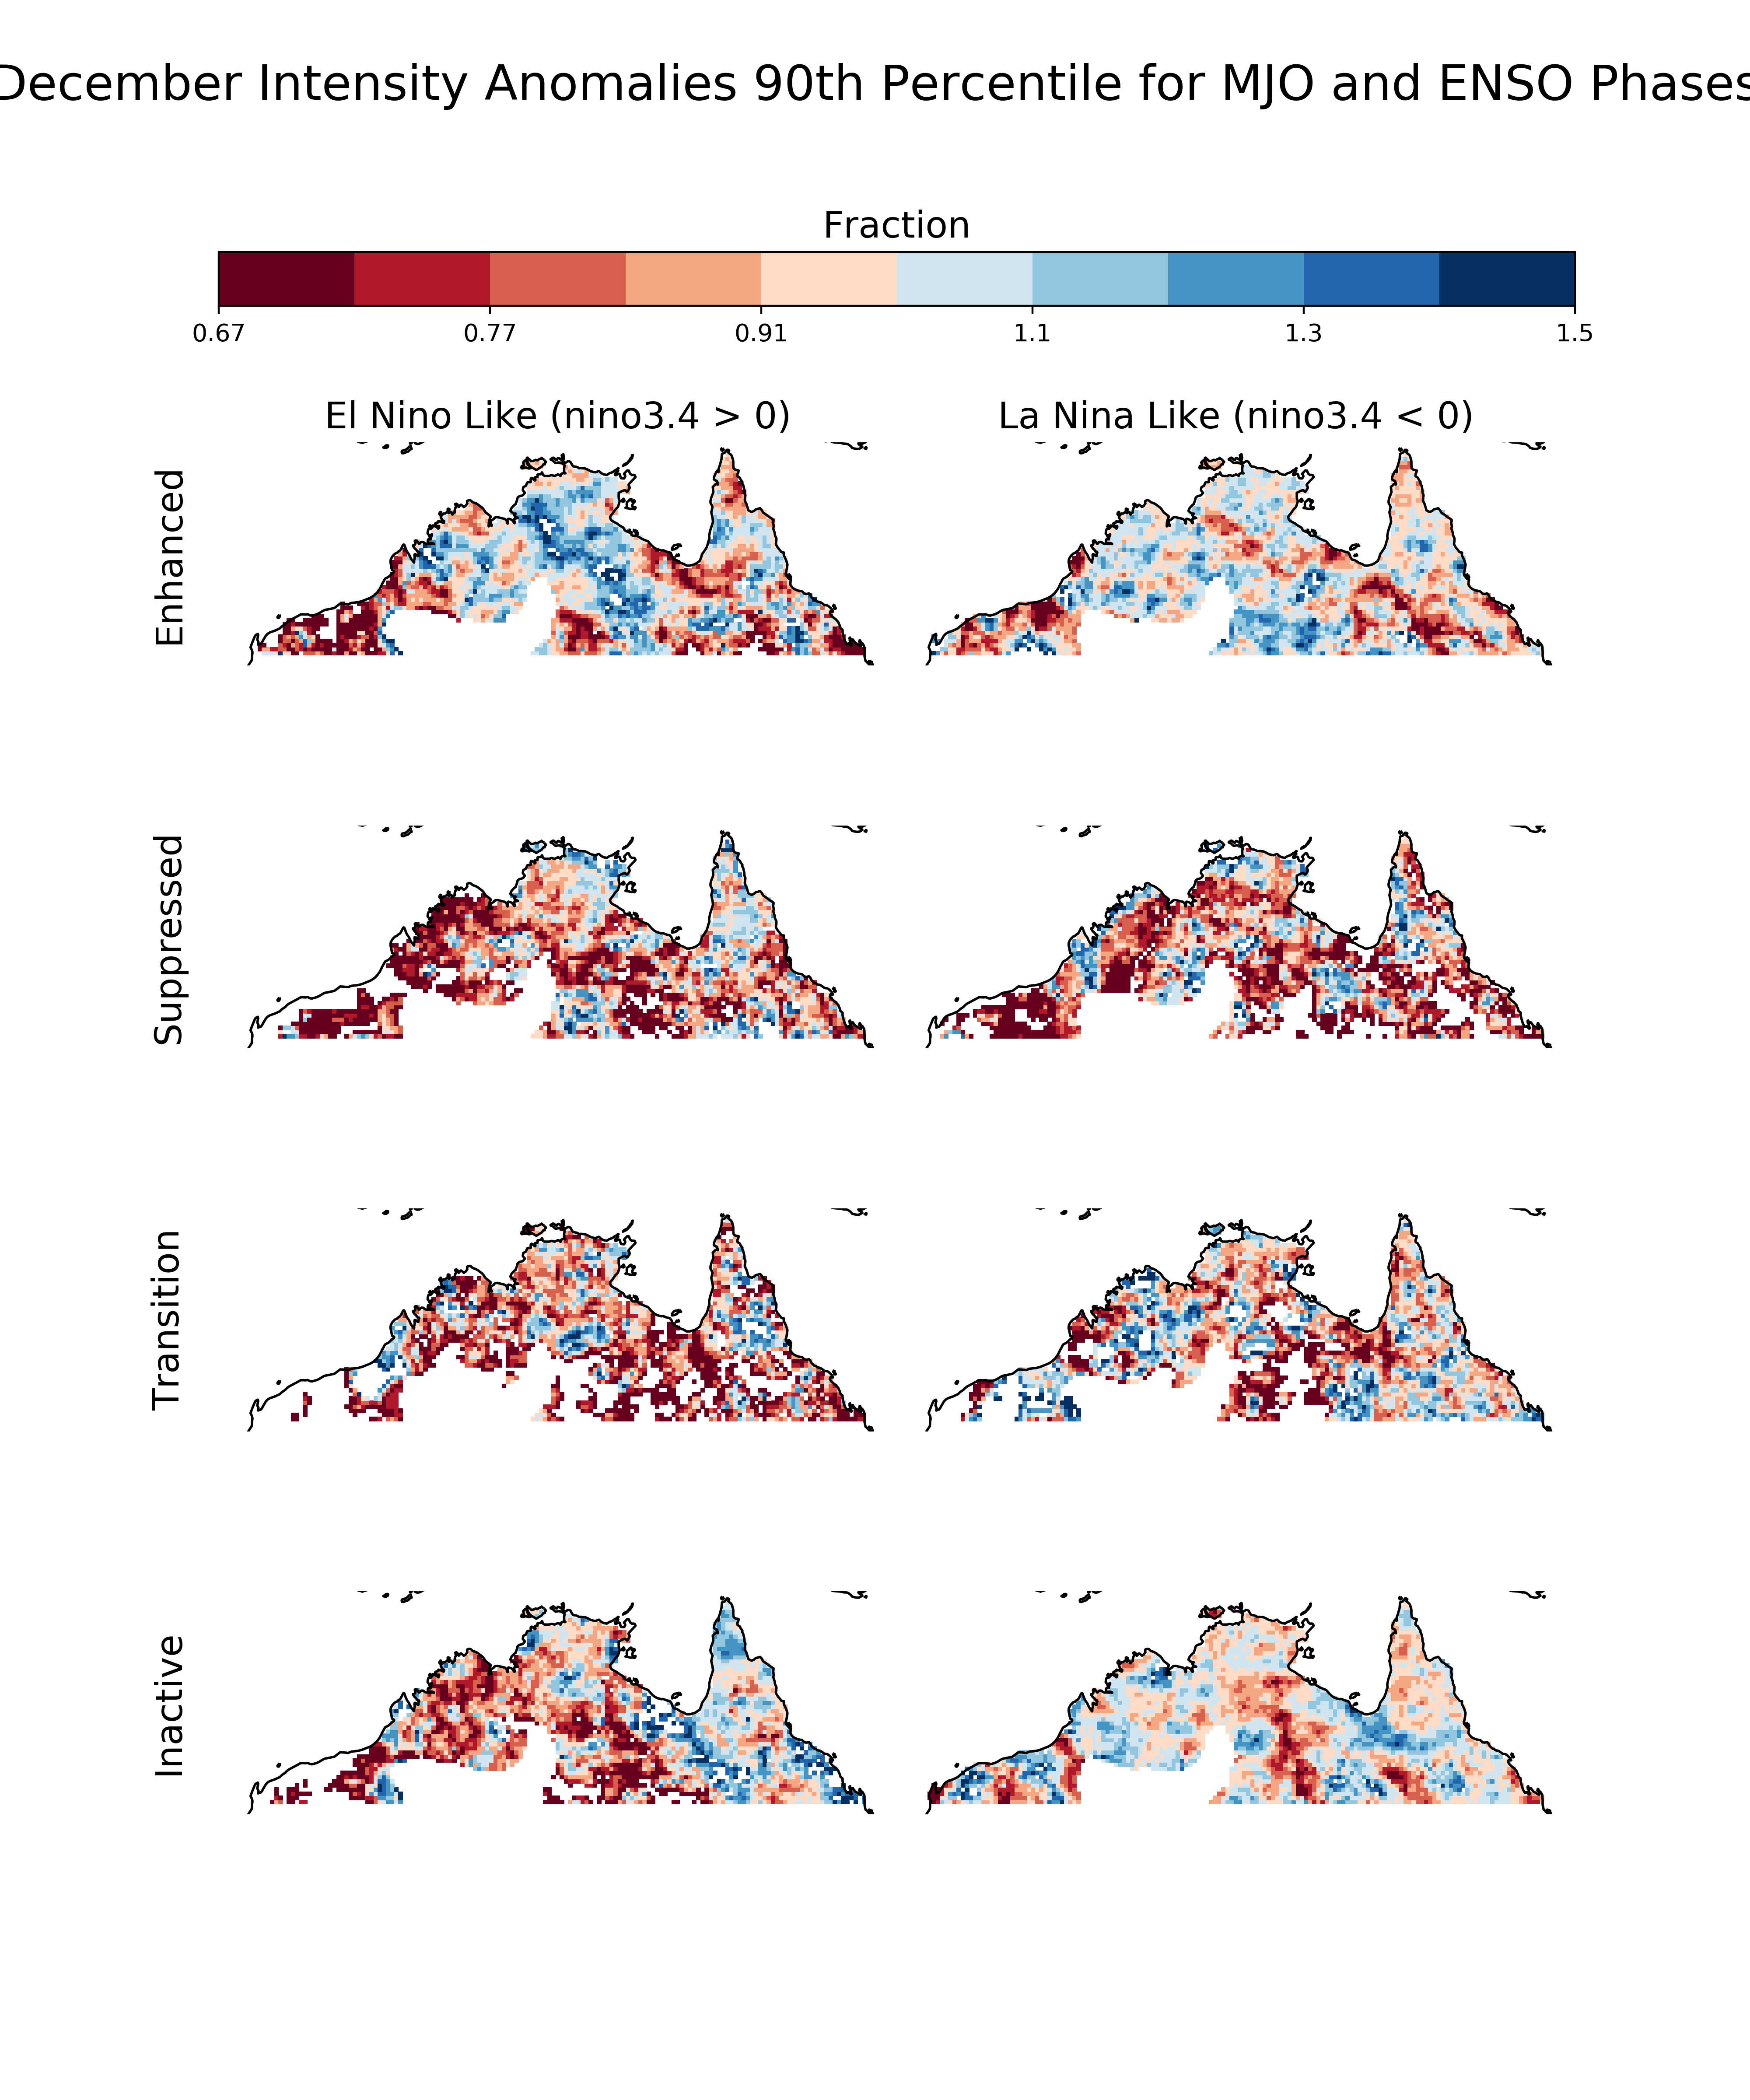 December Intensity Anomalies 90th Percentile for MJO and ENSO Phases
Fraction
0.67 0.77 0.91 1.1 1.3 1.5
El Nino Like (nino3.4 > 0) La Nina Like (nino3.4 < 0)
Enhanced
Suppressed
Transition
Inactive